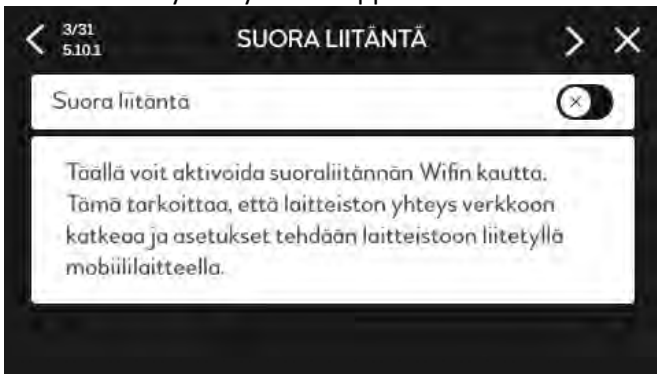 3/31
5.10.1
SUORA LIITÄNTÄ
Suora liitäntä
Täällä voit aktivoida suoraliitännän Wifin kautta.
Tämä tarkoittaa, että laitteiston yhteys verkkoon
katkeaa ja asetukset tehdään laitteistoon liitetyllä
mobiililaitteella.